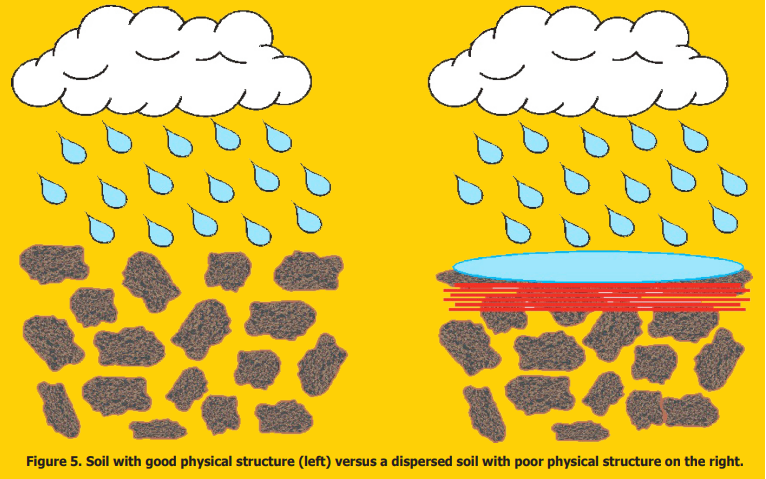 Figure 5. Soil with good physical structure (left) versus a dispersed soil with poor physical structure on the right.